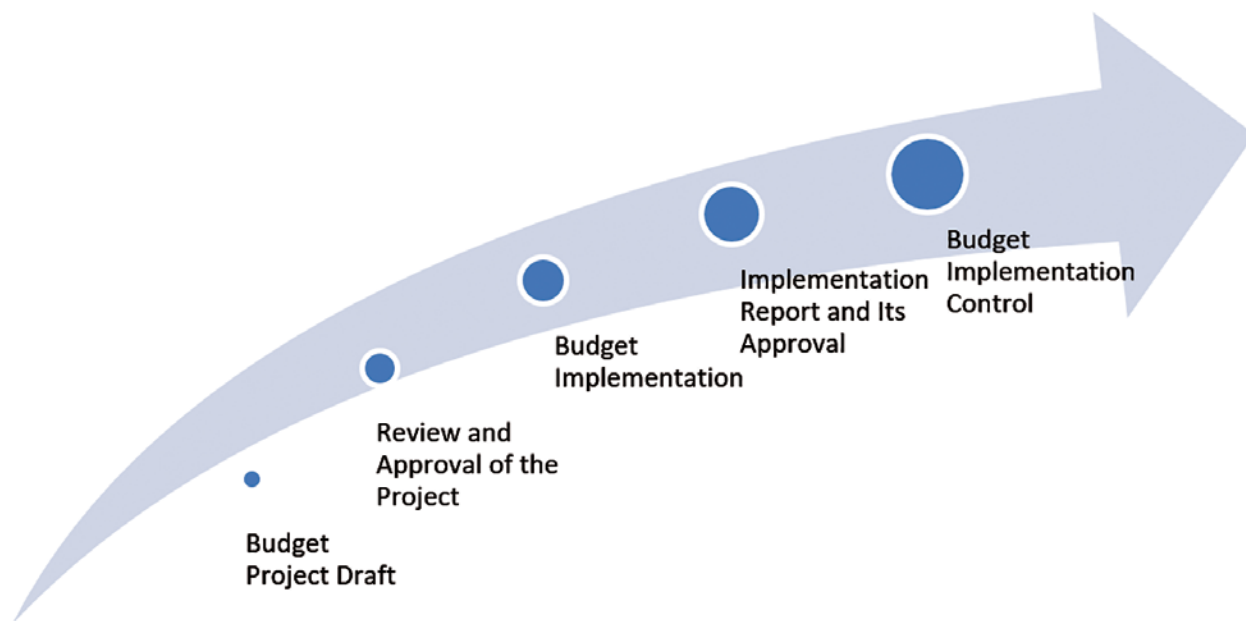 Budget
Project Draft
Review and
Approval of the
Project
Budget
Implementation
Implementation
Report and Its
Approval
Budget
Implementation
Control